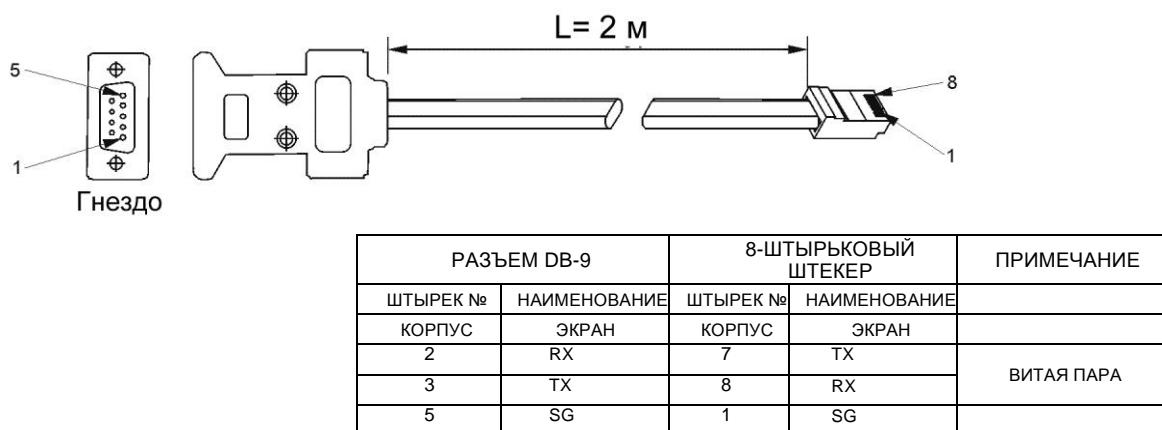 L= 2 м
5
1
Гнездо
8
1
РАЗЪЕМ DB-9
8-ШТЫРЬКОВЫЙ
ШТЕКЕР
ПРИМЕЧАНИЕ
ШТЫРЕК № НАИМЕНОВАНИЕ ШТЫРЕК № НАИМЕНОВАНИЕ
КОРПУС ЭКРАН КОРПУС ЭКРАН
2 RX 7 TX
ВИТАЯ ПАРА
3 TX 8 RX
5 SG 1 SG